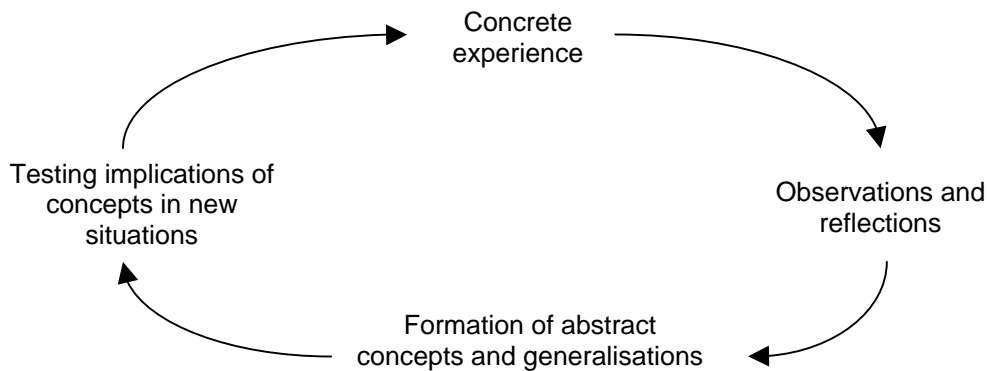 Concrete
experience
Observations and
reflections
Formation of abstract
concepts and generalisations
Testing implications of
concepts in new
situations